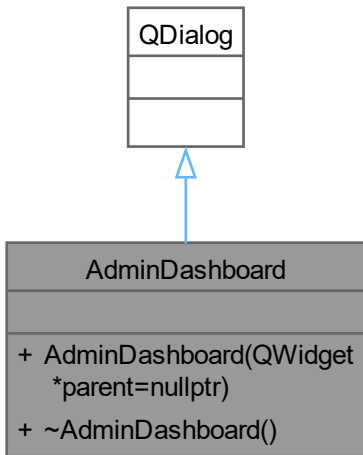 QDialog
AdminDashboard
+ AdminDashboard(QWidget
*parent=nullptr)
+ ~AdminDashboard()